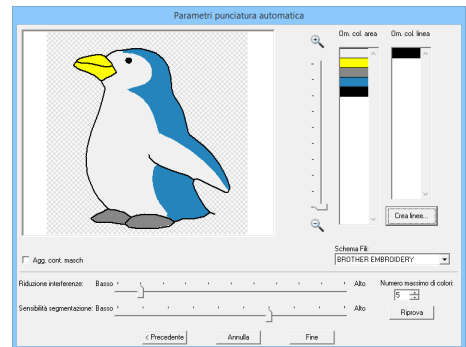 Parametri punciatura automatica
Om. col. area
Om. col. linea
Crea linee...
Schema Fili:
BROTHER EMBROIDERY
Agg. cont. masch
Riduzione interferenze: Basso Alto
Numero massimo di colori:
5
Sensibilità segmentazione: Basso Alto
Riprova
< Precedente Annulla Fine